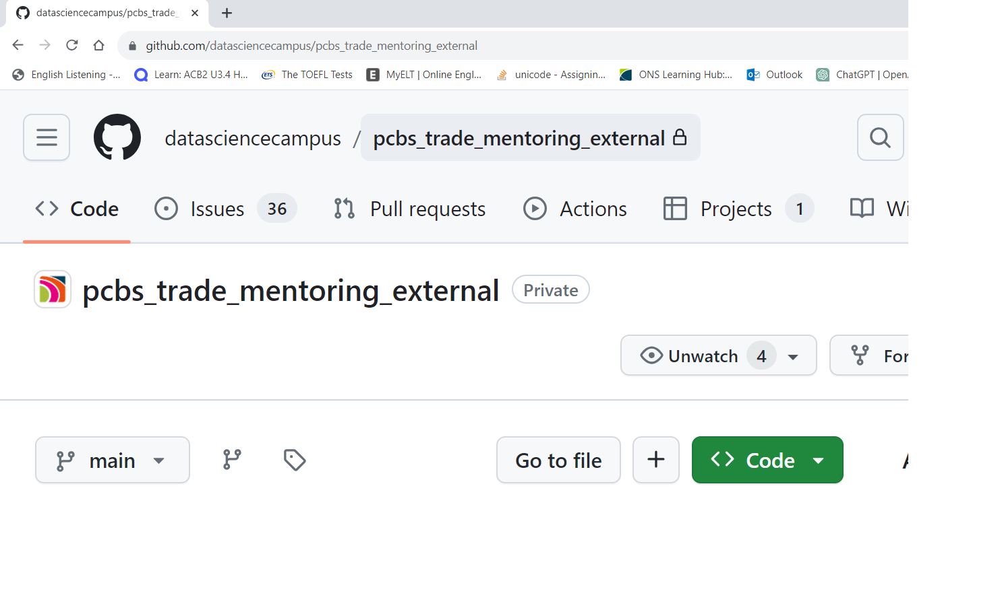 datasciencecampus/pcbs_trade_
github.com/datasciencecampus/pcbs_trade_mentoring_external
English Listening -... Learn: ACB2 U3.4 H... ETS The TOEFL Tests E MyELT | Online Engl... unicode - Assignin... ONS Learning Hub:... Outlook ChatGPT | Open
datasciencecampus / pcbs_trade_mentoring_external
Code Issues 36 Pull requests Actions Projects 1 Wi
pcbs_trade_mentoring_external Private
Unwatch 4 For
main Go to file + Code